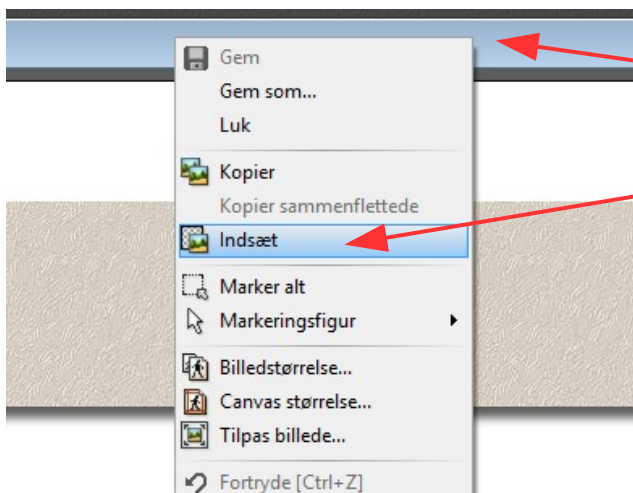 Gem
Gem som...
Luk
Kopier
Kopier sammenflettede
Indsæt
Marker alt
Markeringsfigur
Billedstørrelse...
Canvas størrelse...
Tilpas billede...
Fortryde [Ctrl+Z]